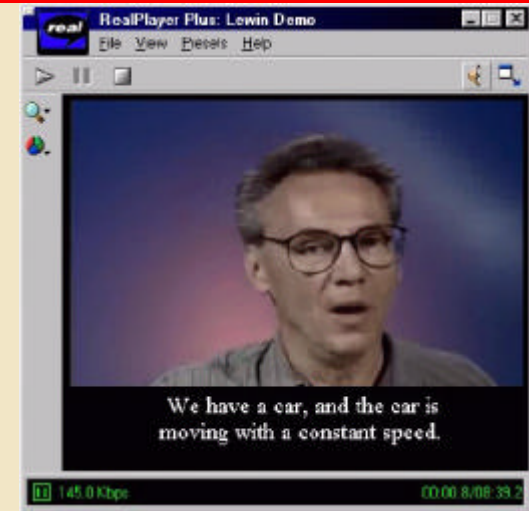 real
RealPlayer Plus: Lewin Demo
File View Presets Help
We have a car, and the car is
moving with a constant speed.
145.0 Kbps 00:00.8/08:39.2